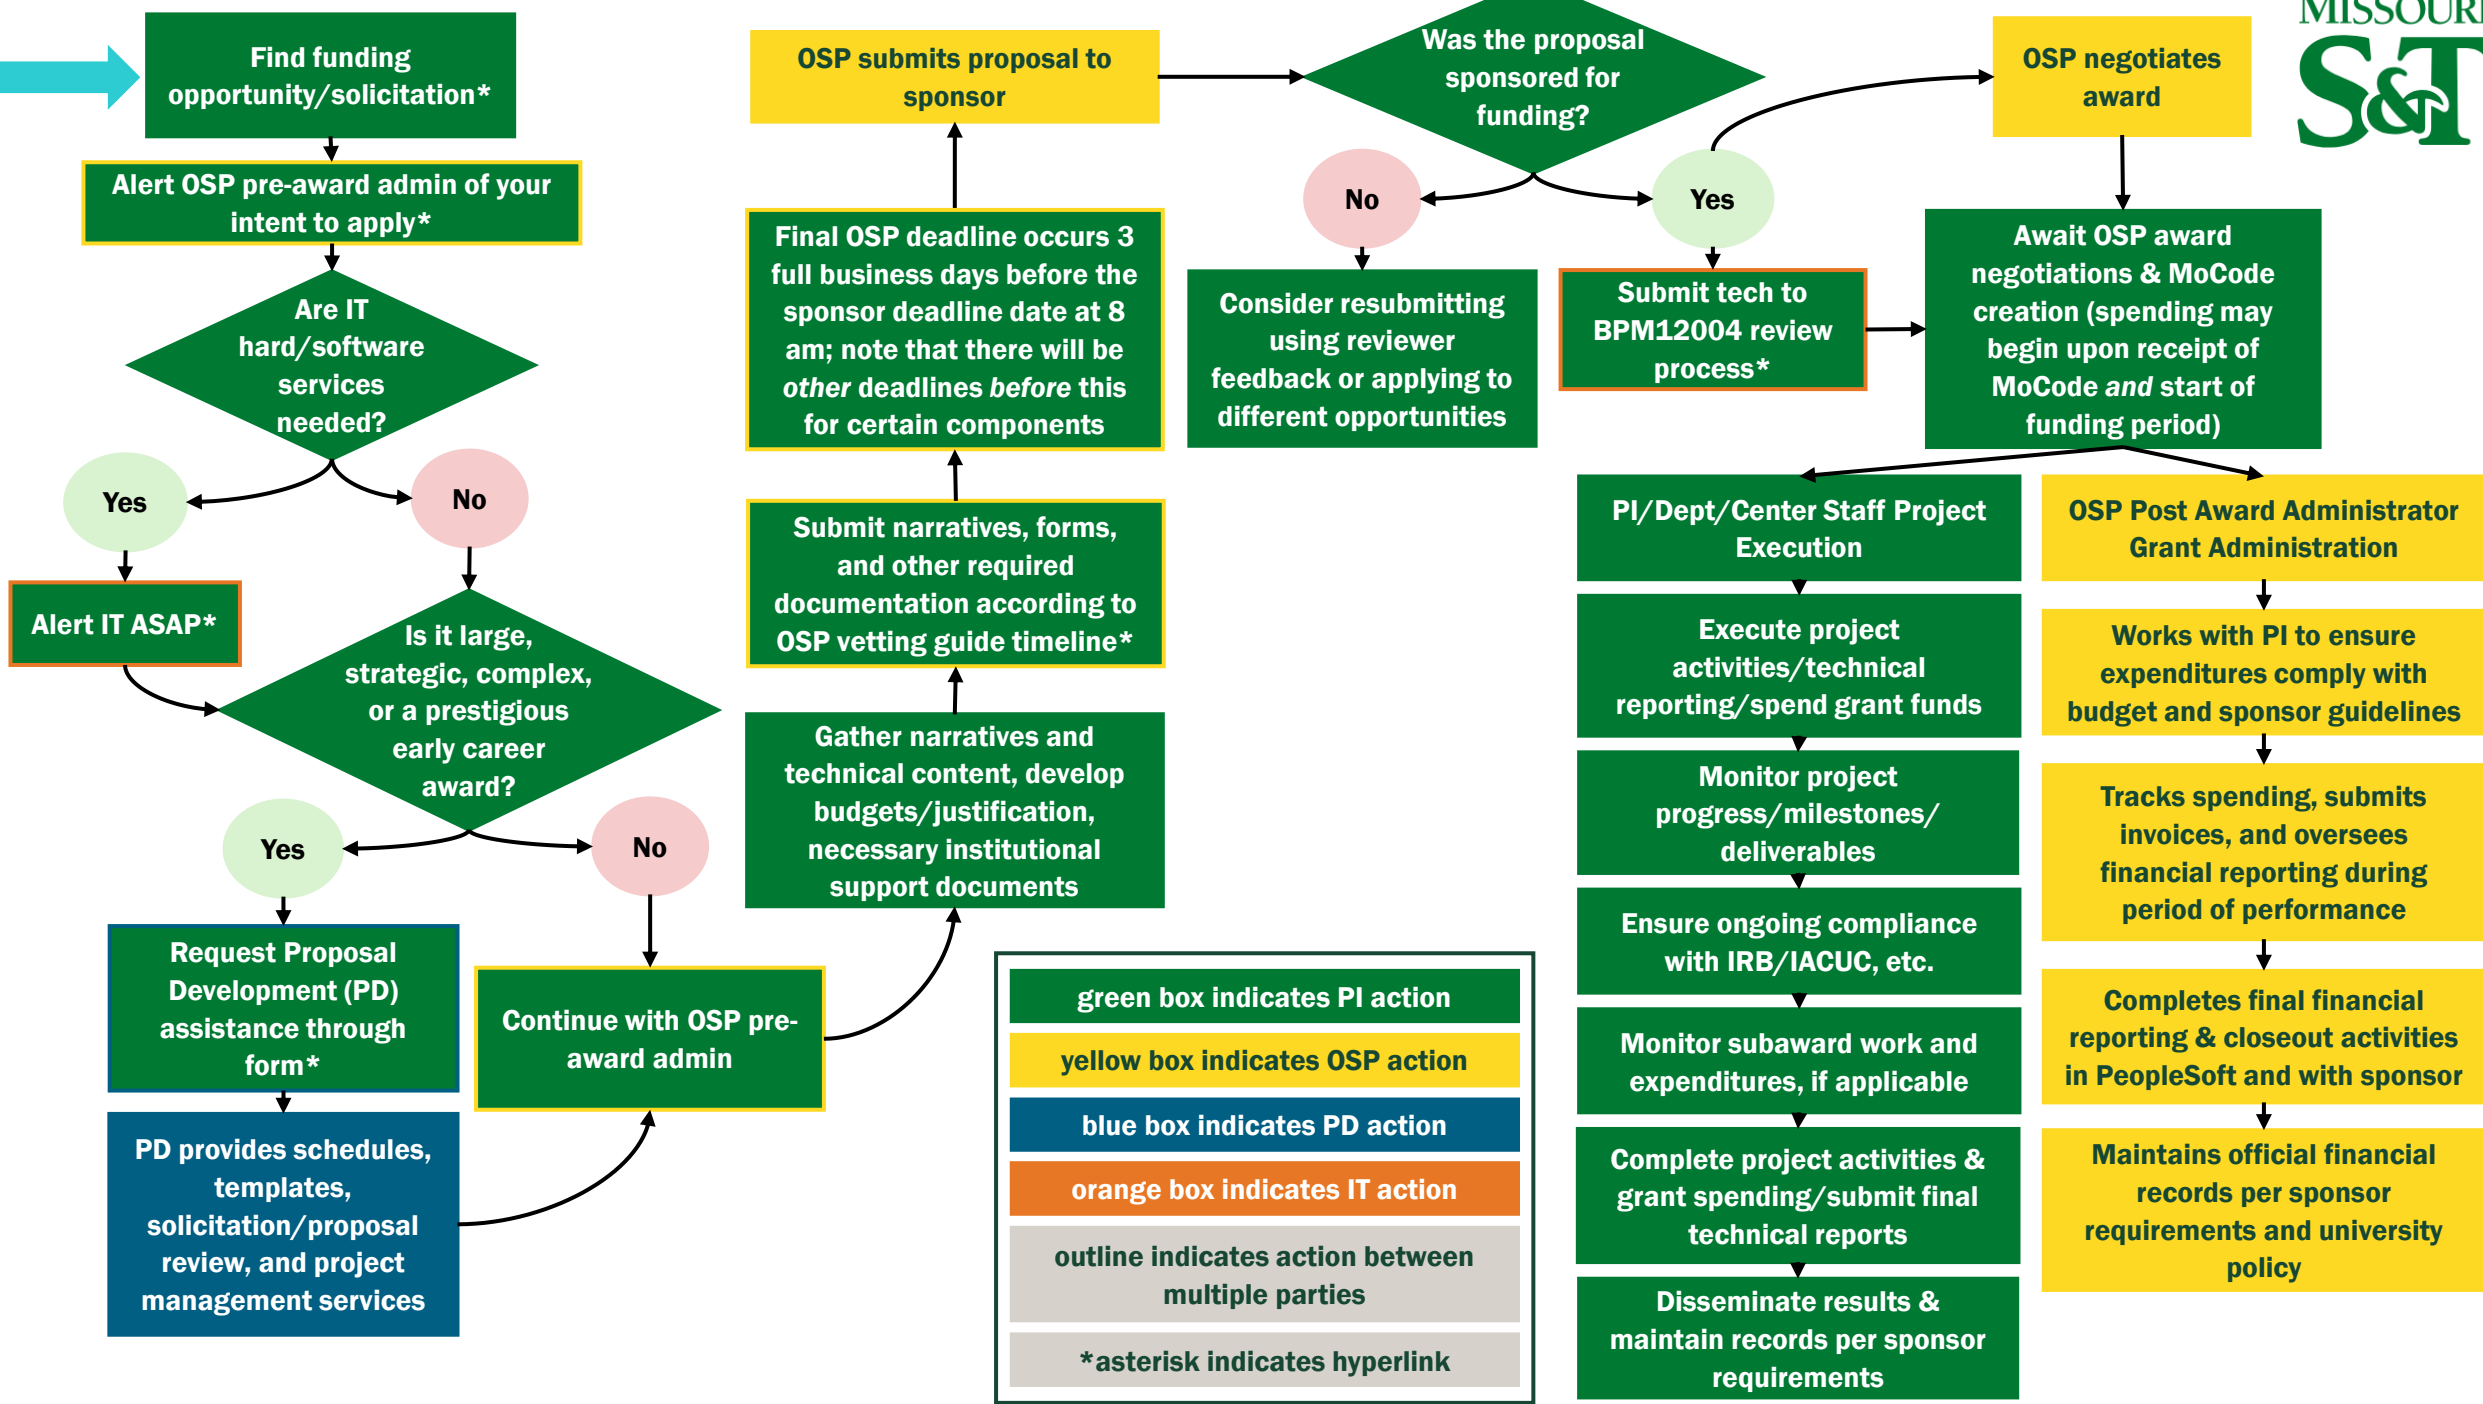 Find funding
opportunity/solicitation*
Alert OSP pre-award admin of your
intent to apply*
Are IT
hard/software
services
needed?
Yes
No
Alert IT ASAP*
Is it large,
strategic, complex,
or a prestigious
early career
award?
Yes
No
Request Proposal
Development (PD)
assistance through
form*
PD provides schedules,
templates,
solicitation/proposal
review, and project
management services
Continue with OSP pre-
award admin
Gather narratives and
technical content, develop
budgets/justification,
necessary institutional
support documents
Submit narratives, forms,
and other required
documentation according to
OSP vetting guide timeline*
Final OSP deadline occurs 3
full business days before the
sponsor deadline date at 8
am; note that there will be
other deadlines before this
for certain components
OSP submits proposal to
sponsor
Was the proposal
sponsored for
funding?
No
Yes
Consider resubmitting
using reviewer
feedback or applying to
different opportunities
Submit tech to
BPM12004 review
process*
OSP negotiates
award
Await OSP award
negotiations & MoCode
creation (spending may
begin upon receipt of
MoCode and start of
funding period)
PI/Dept/Center Staff Project
Execution
Execute project
activities/technical
reporting/spend grant funds
Monitor project
progress/milestones/
deliverables
Ensure ongoing compliance
with IRB/IACUC, etc.
Monitor subaward work and
expenditures, if applicable
Complete project activities &
grant spending/submit final
technical reports
Disseminate results &
maintain records per sponsor
requirements
OSP Post Award Administrator
Grant Administration
Works with PI to ensure
expenditures comply with
budget and sponsor guidelines
Tracks spending, submits
invoices, and oversees
financial reporting during
period of performance
Completes final financial
reporting & closeout activities
in PeopleSoft and with sponsor
Maintains official financial
records per sponsor
requirements and university
policy
green box indicates PI action
yellow box indicates OSP action
blue box indicates PD action
orange box indicates IT action
outline indicates action between
multiple parties
*asterisk indicates hyperlink
MISSOURI
S&T